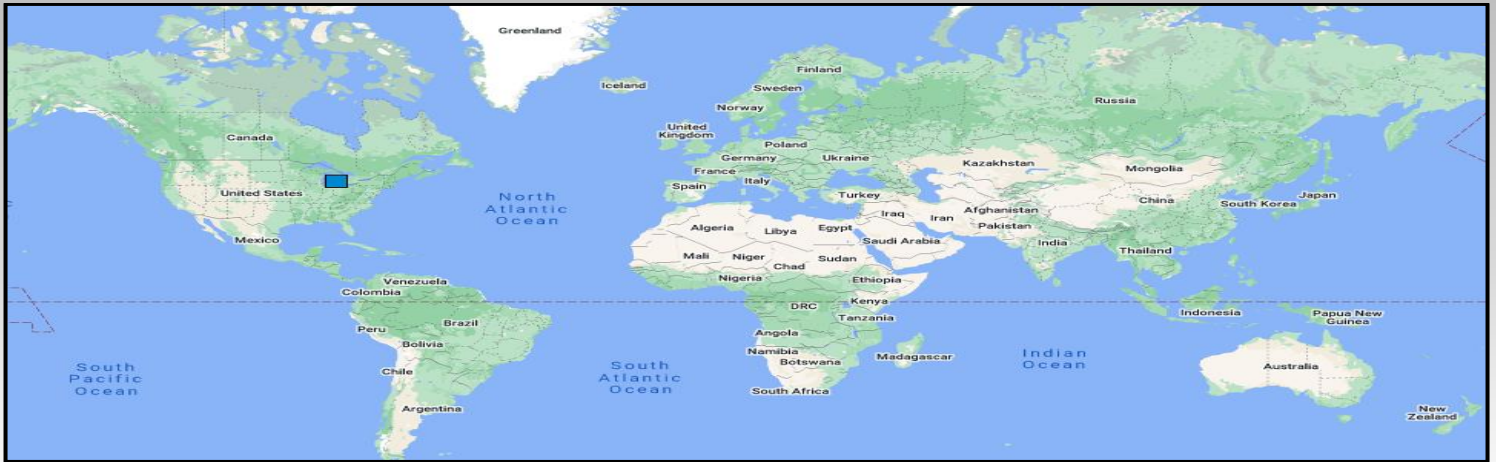 Greenland
Iceland
Finland
Sweden
Norway
Russia
Canada
United
Kingdom
Poland
Germany
Ukraine
France
Kazakhstan
Mongolia
Italy
Spain
United States
Turkey
China
Japan
South Korea
North
Atlantic
Ocean
Iraq
Iran
Afghanistan
Pakistan
Algeria
Libya
Egypt
Mexico
Saudi Arabia
India
Thailand
Mali
Niger
Chad
Sudan
Nigeria
Ethiopia
Venezuela
Colombia
DRC
Kenya
Tanzania
Indonesia
Papua New
Guinea
Peru
Brazil
Bolivia
Angola
Namibia
Botswana
Madagascar
South
Pacific
Ocean
Chile
South
Atlantic
Ocean
Indian
Ocean
Australia
South Africa
Argentina
New
Zealand